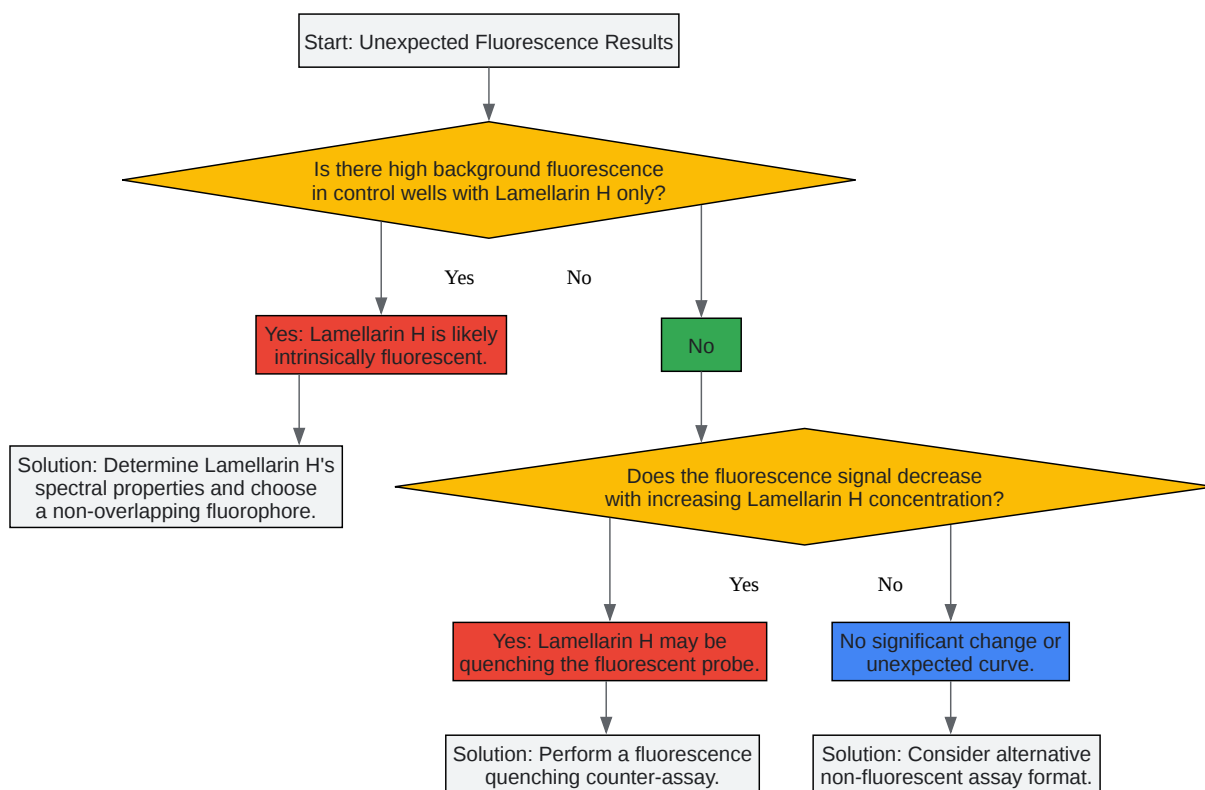 Start: Unexpected Fluorescence Results
Is there high background fluorescence
in control wells with Lamellarin H only?
Yes
No
Yes: Lamellarin H is likely
intrinsically fluorescent.
No
Solution: Determine Lamellarin H's
spectral properties and choose
a non-overlapping fluorophore.
Does the fluorescence signal decrease
with increasing Lamellarin H concentration?
Yes
No
Yes: Lamellarin H may be
quenching the fluorescent probe.
No significant change or
unexpected curve.
Solution: Perform a fluorescence
quenching counter-assay.
Solution: Consider alternative
non-fluorescent assay format.